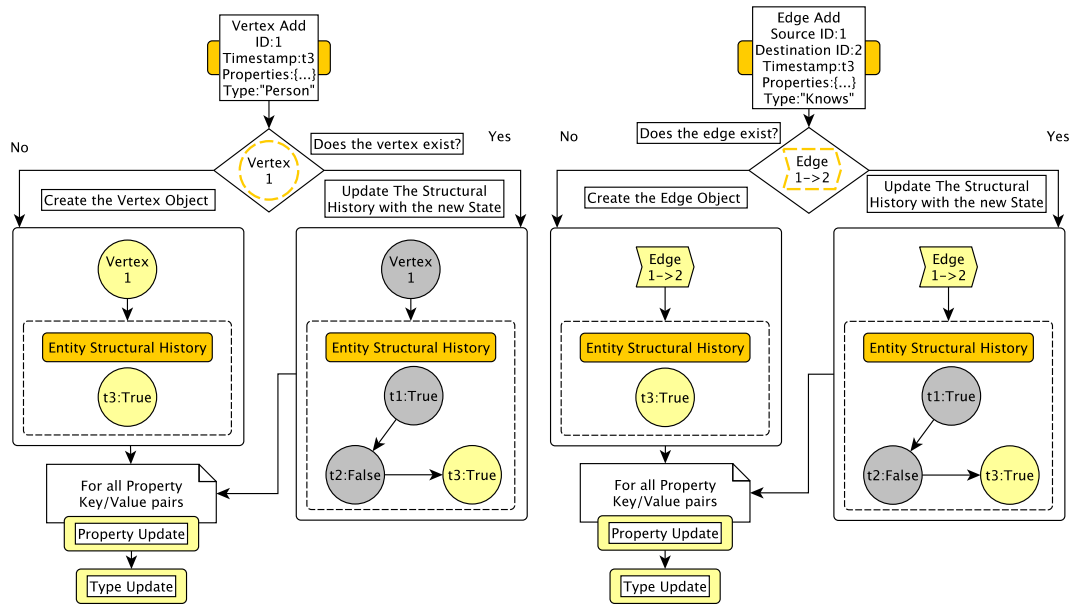 Vertex Add
ID:1
Timestamp:t3
Properties:{...}
Type:"Person"
Does the vertex exist?
No
Yes
Vertex
1
Create the Vertex Object
Update The Structural
History with the new State
Vertex
1
Entity Structural History
t3:True
Vertex
1
Entity Structural History
t1:True
t2:False
t3:True
For all Property
Key/Value pairs
Property Update
Type Update
Edge Add
Source ID:1
Destination ID:2
Timestamp:t3
Properties:{...}
Type:"Knows"
Does the edge exist?
No
Yes
Edge
1->2
Create the Edge Object
Update The Structural
History with the new State
Edge
1->2
Entity Structural History
t3:True
Edge
1->2
Entity Structural History
t1:True
t2:False
t3:True
For all Property
Key/Value pairs
Property Update
Type Update